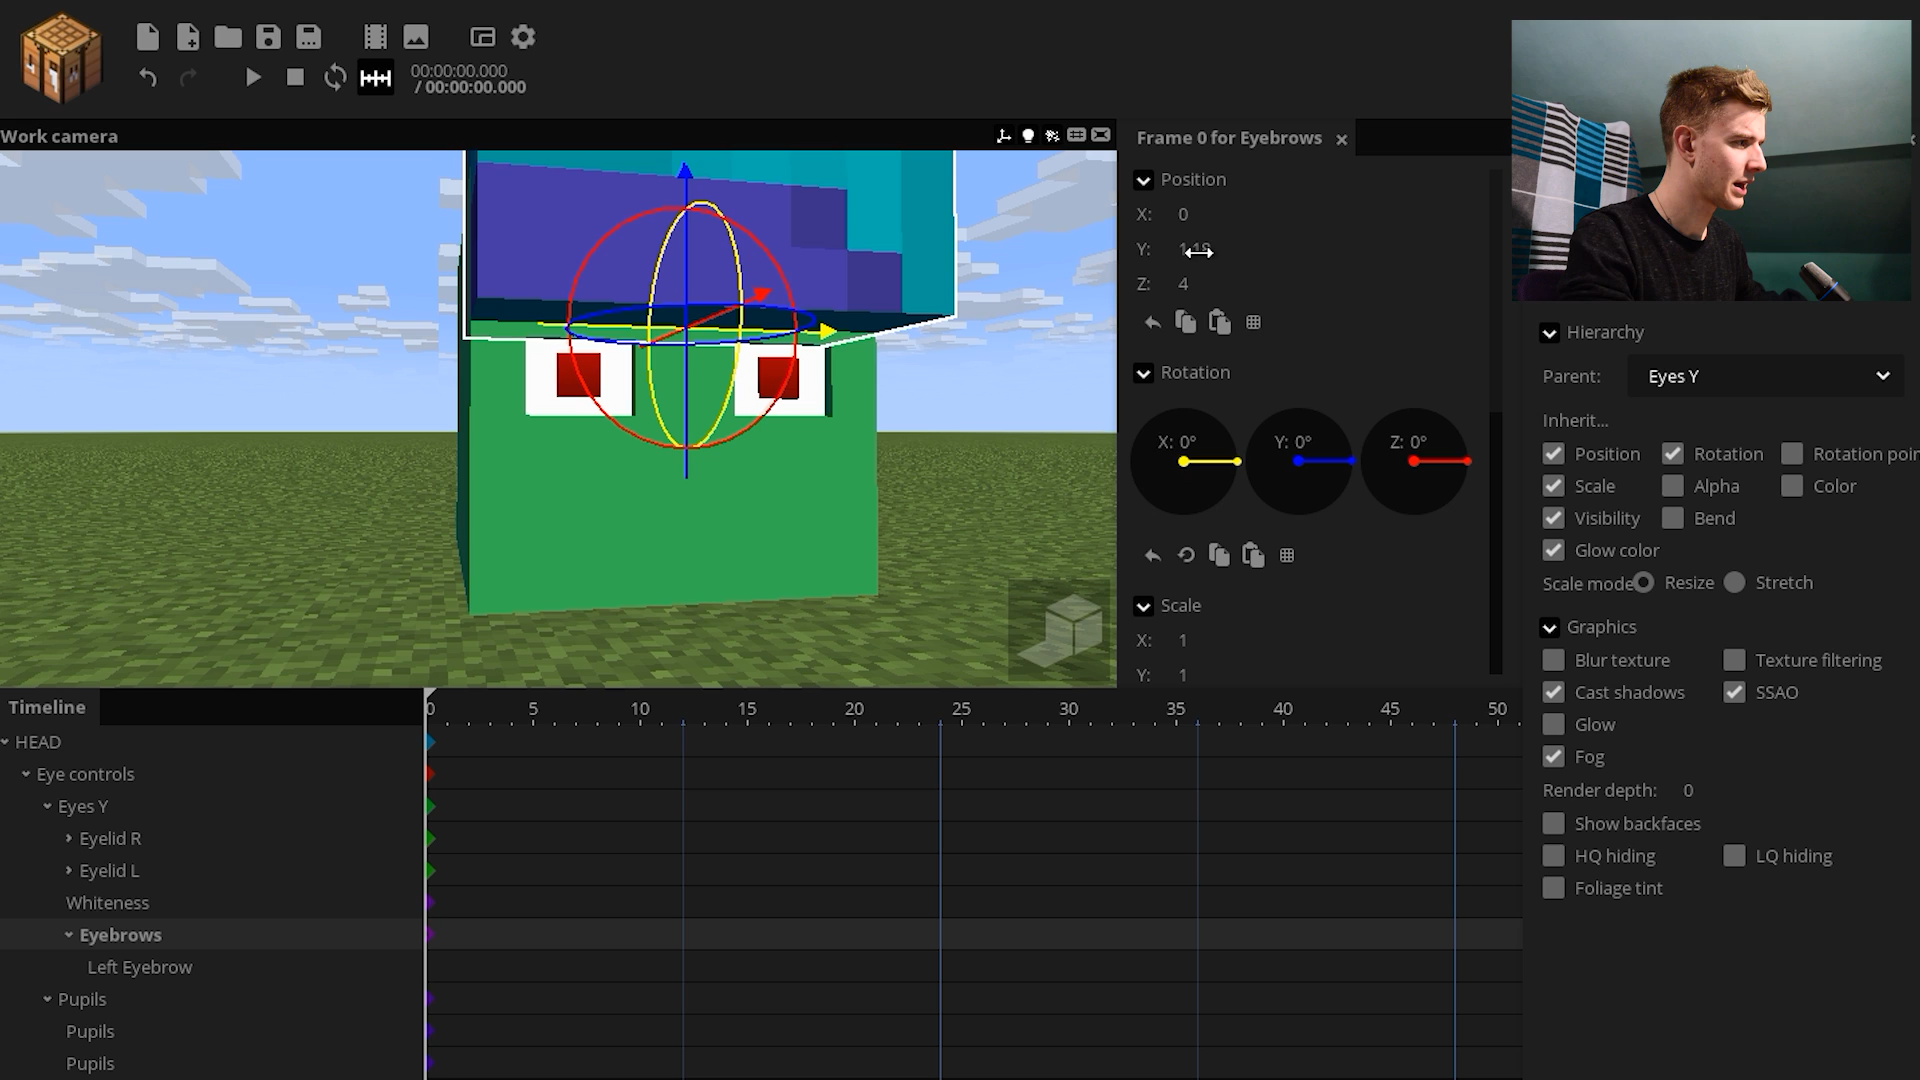 00:00:00.000
/ 00:00:00.000
Work camera
Frame 0 for Eyebrows
Position
X: 0
Y: 1.18
Z: 4
Rotation
X: 0° Y: 0° Z: 0°
Scale
X: 1
Y: 1
Hierarchy
Parent: Eyes Y
Inherit...
Position Rotation Rotation poin
Scale Alpha Color
Visibility Bend
Glow color
Scale mode Resize Stretch
Graphics
Blur texture Texture filtering
Cast shadows SSAO
Glow
Fog
Render depth: 0
Show backfaces
HQ hiding LQ hiding
Foliage tint
Timeline
0 5 10 15 20 25 30 35 40 45 50
HEAD
Eye controls
Eyes Y
Eyelid R
Eyelid L
Whiteness
Eyebrows
Left Eyebrow
Pupils
Pupils
Pupils